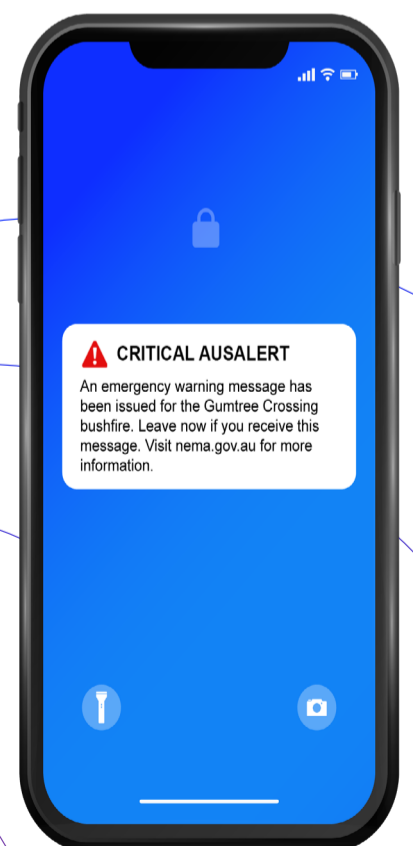 CRITICAL AUSALERT
An emergency warning message has
been issued for the Gumtree Crossing
bushfire. Leave now if you receive this
message. Visit nema.gov.au for more
information.